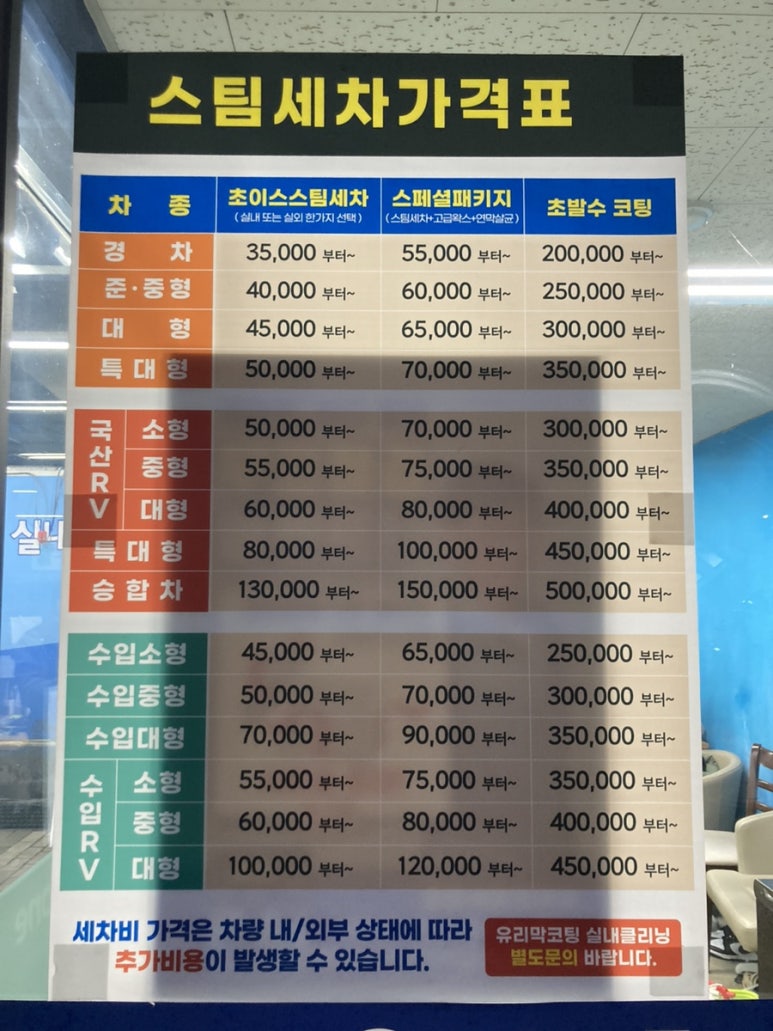 스팀세차가격표
차 종 초이스스팀세차 스페셜패키지 초발수 코팅
( 실내 또는 실외 한가지 선택 ) ( 스팀세차+고급왁스+연막살균 )
경 차 35,000 부터~ 55,000 부터~ 200,000 부터~
준·중형 40,000 부터~ 60,000 부터~ 250,000 부터~
대 형 45,000 부터~ 65,000 부터~ 300,000 부터~
특대형 50,000 부터~ 70,000 부터~ 350,000 부터~
국산RV 소형 50,000 부터~ 70,000 부터~ 300,000 부터~
중형 55,000 부터~ 75,000 부터~ 350,000 부터~
대형 60,000 부터~ 80,000 부터~ 400,000 부터~
특대형 80,000 부터~ 100,000 부터~ 450,000 부터~
승합차 130,000 부터~ 150,000 부터~ 500,000 부터~
수입소형 45,000 부터~ 65,000 부터~ 250,000 부터~
수입중형 50,000 부터~ 70,000 부터~ 300,000 부터~
수입대형 70,000 부터~ 90,000 부터~ 350,000 부터~
수입RV 소형 55,000 부터~ 75,000 부터~ 350,000 부터~
중형 60,000 부터~ 80,000 부터~ 400,000 부터~
대형 100,000 부터~ 120,000 부터~ 450,000 부터~
세차비 가격은 차량 내/외부 상태에 따라
추가비용이 발생할 수 있습니다.
유리막코팅 실내클리닝
별도문의 바랍니다.
실내